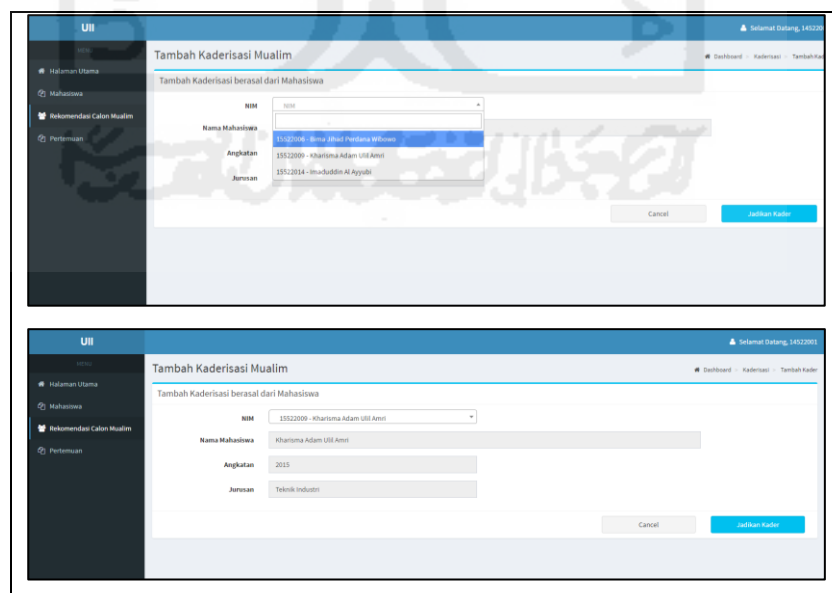 UII
Selamat Datang, 14522
MENU
Tambah Kaderisasi Mualim
Dashboard > Kaderisasi > Tambah Kad
Halaman Utama
Tambah Kaderisasi berasal dari Mahasiswa
Mahasiswa
NIM NIM
Rekomendasi Calon Mualim
Nama Mahasiswa
Pertemuan
15522006 - Bima Jihad Perdana Wibowo
Angkatan
15522009 - Kharisma Adam Ulil Amri
15522014 - Imaduddin Al Ayyubi
Jurusan
Cancel Jadikan Kader
UII
Selamat Datang, 14522001
MENU
Tambah Kaderisasi Mualim
Dashboard > Kaderisasi > Tambah Kader
Halaman Utama
Tambah Kaderisasi berasal dari Mahasiswa
Mahasiswa
NIM 15522009 - Kharisma Adam Ulil Amri
Rekomendasi Calon Mualim
Nama Mahasiswa Kharisma Adam Ulil Amri
Pertemuan
Angkatan 2015
Jurusan Teknik Industri
Cancel Jadikan Kader